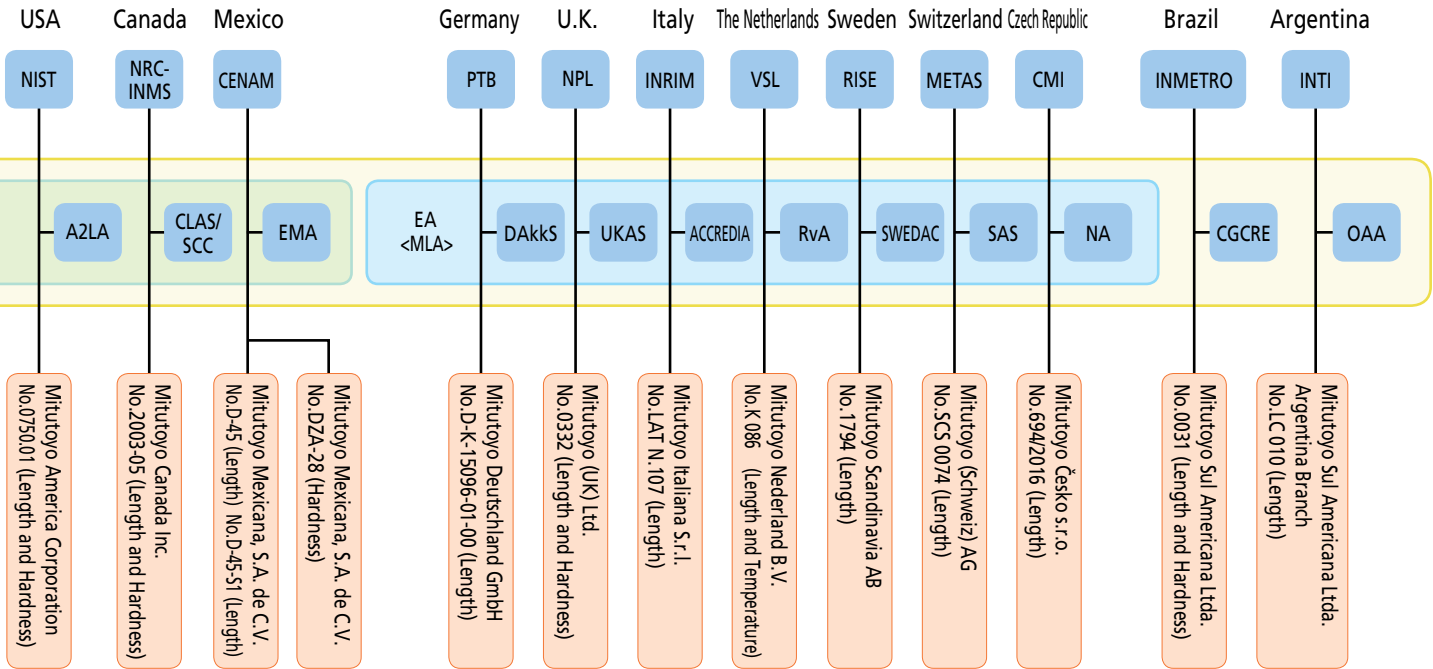 USA
Canada
Mexico
Germany
U.K.
Italy
The Netherlands
Sweden
Switzerland
Czech Republic
Brazil
Argentina
NIST
NRC-
INMS
CENAM
PTB
NPL
INRIM
VSL
RISE
METAS
CMI
INMETRO
INTI
A2LA
CLAS/
SCC
EMA
EA
<MLA>
DAkkS
UKAS
ACCREDIA
RvA
SWEDAC
SAS
NA
CGCRE
OAA
Mitutoyo America Corporation
No.0750.01 (Length and Hardness)
Mitutoyo Canada Inc.
No.2003-05 (Length and Hardness)
Mitutoyo Mexicana, S.A. de C.V.
No.D-45 (Length) No.D-45-S1 (Length)
Mitutoyo Mexicana, S.A. de C.V.
No.DZA-28 (Hardness)
Mitutoyo Deutschland GmbH
No.D-K-15096-01-00 (Length)
Mitutoyo (UK) Ltd.
No.0332 (Length and Hardness)
Mitutoyo Italiana S.r.l.
No.LAT N.107 (Length)
Mitutoyo Nederland B.V.
No.K 086 (Length and Temperature)
Mitutoyo Scandinavia AB
No.1794 (Length)
Mitutoyo (Schweiz) AG
No.SCS 0074 (Length)
Mitutoyo Česko s.r.o.
No.694/2016 (Length)
Mitutoyo Sul Americana Ltda.
No.0031 (Length and Hardness)
Mitutoyo Sul Americana Ltda.
Argentina Branch
No.LC 010 (Length)